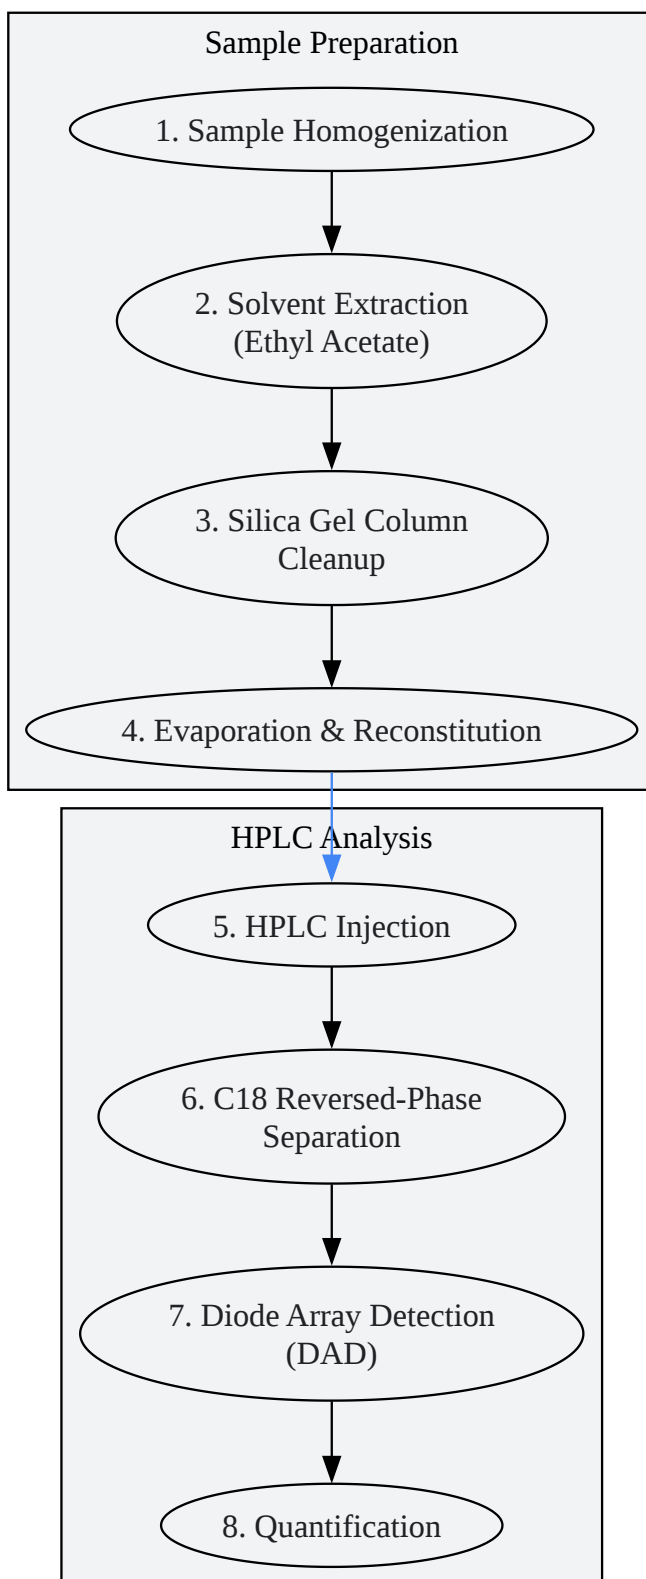 Sample Preparation
1. Sample Homogenization
2. Solvent Extraction
(Ethyl Acetate)
3. Silica Gel Column
Cleanup
4. Evaporation & Reconstitution
HPLC Analysis
5. HPLC Injection
6. C18 Reversed-Phase
Separation
7. Diode Array Detection
(DAD)
8. Quantification